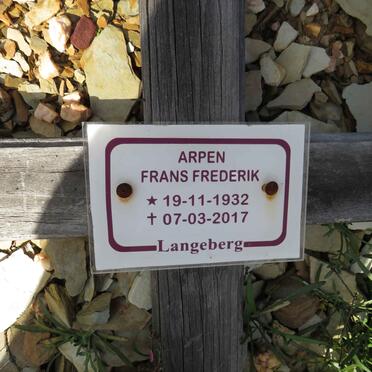 ARPEN
FRANS FREDERIK
★ 19-11-1932
✝ 07-03-2017
Langeberg